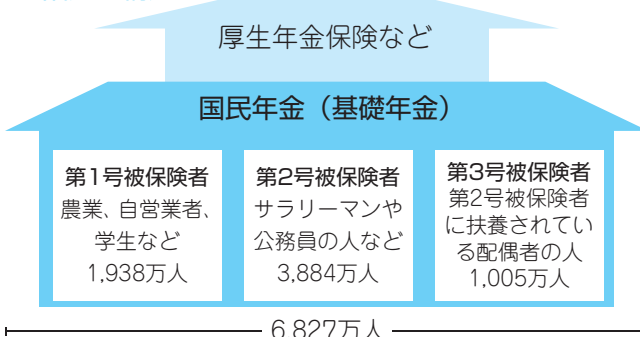 厚生年金保険など
国民年金（基礎年金）
第1号被保険者
農業、自営業者、
学生など
1,938万人
第2号被保険者
サラリーマンや
公務員の人など
3,884万人
第3号被保険者
第2号被保険者
に扶養されてい
る配偶者の人
1,005万人
6,827万人